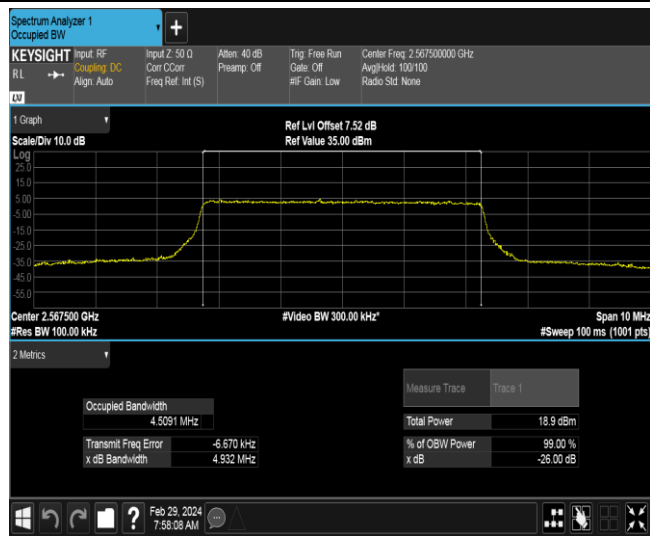 Spectrum Analyzer 1
Occupied BW
+
KEYSIGHT
RL
LXI
Input: RF
Coupling: DC
Align: Auto
Input Z: 50 Ω
Corr CCorr
Freq Ref: Int (S)
Atten: 40 dB
Preamp: Off
Trig: Free Run
Gate: Off
#IF Gain: Low
Center Freq: 2.567500000 GHz
Avg|Hold: 100/100
Radio Std: None
1 Graph
Scale/Div 10.0 dB
Ref Lvl Offset 7.52 dB
Ref Value 35.00 dBm
Log
25.0
15.0
5.00
-5.00
-15.0
-25.0
-35.0
-45.0
-55.0
Center 2.567500 GHz
#Video BW 300.00 kHz*
Span 10 MHz
#Res BW 100.00 kHz
#Sweep 100 ms (1001 pts)
2 Metrics
Measure Trace
Trace 1
Occupied Bandwidth
4.5091 MHz
Total Power 18.9 dBm
Transmit Freq Error -6.670 kHz
% of OBW Power 99.00 %
x dB Bandwidth 4.932 MHz
x dB -26.00 dB
?
Feb 29, 2024
7:58:08 AM